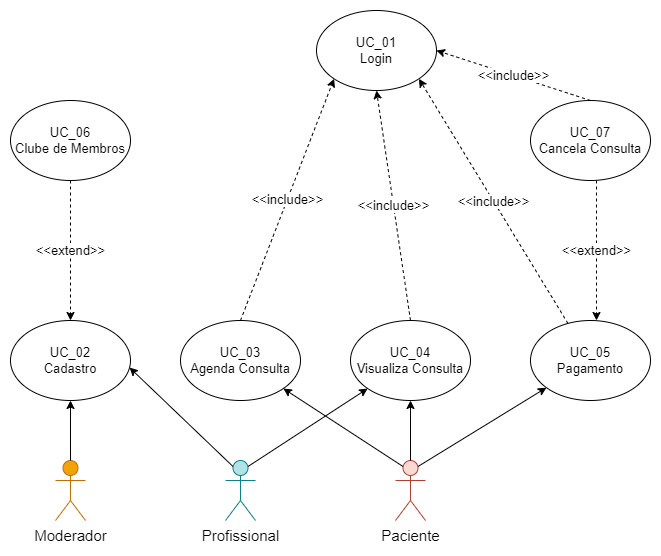 UC_01
Login
<<include>>
UC_06
Clube de Membros
UC_07
Cancela Consulta
<<include>>
<<include>>
<<include>>
<<extend>>
<<extend>>
UC_02
Cadastro
UC_03
Agenda Consulta
UC_04
Visualiza Consulta
UC_05
Pagamento
Moderador
Profissional
Paciente